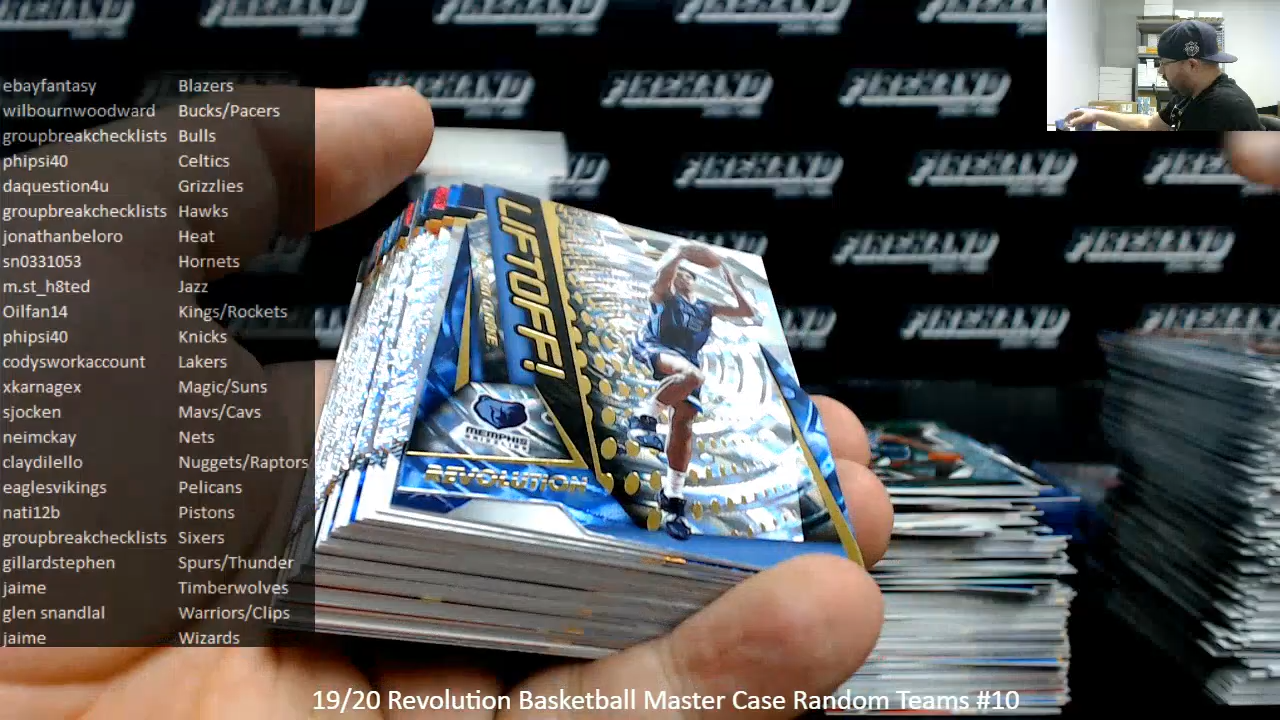 ebayfantasy Blazers
wilbournwoodward Bucks/Pacers
groupbreakchecklists Bulls
phipsi40 Celtics
daquestion4u Grizzlies
groupbreakchecklists Hawks
jonathanbeloro Heat
sn0331053 Hornets
m.st_h8ted Jazz
Oilfan14 Kings/Rockets
phipsi40 Knicks
codysworkaccount Lakers
xkarnagex Magic/Suns
sjocken Mavs/Cavs
neimckay Nets
claydilello Nuggets/Raptors
eaglesvikings Pelicans
nati12b Pistons
groupbreakchecklists Sixers
gillardstephen Spurs/Thunder
jaime Timberwolves
glen snandlal Warriors/Clips
jaime Wizards
LIFTOFF!
MEMPHIS
GRIZZLIES
REVOLUTION
FIREHAND
19/20 Revolution Basketball Master Case Random Teams #10